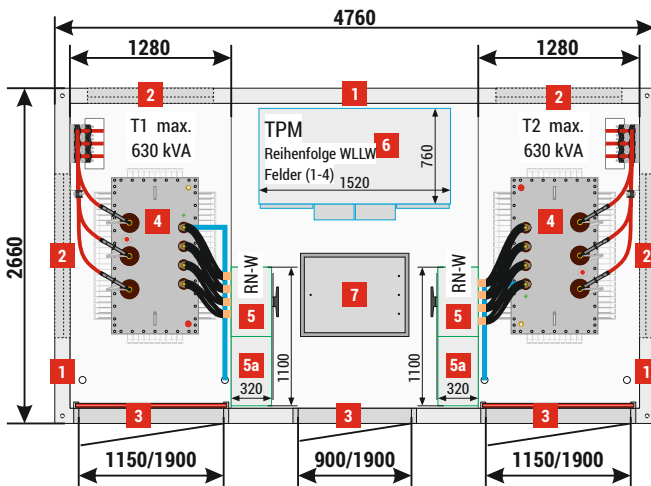 4760
1280
1280
2
1
2
T1 max.
630 kVA
TPM
Reihenfolge WLLW
Felder (1-4)
6
760
1520
T2 max.
630 kVA
2660
4
4
2
2
RN-W
RN-W
7
5
5
5a
5a
1100
1100
320
320
1
1
3
3
3
1150/1900
900/1900
1150/1900